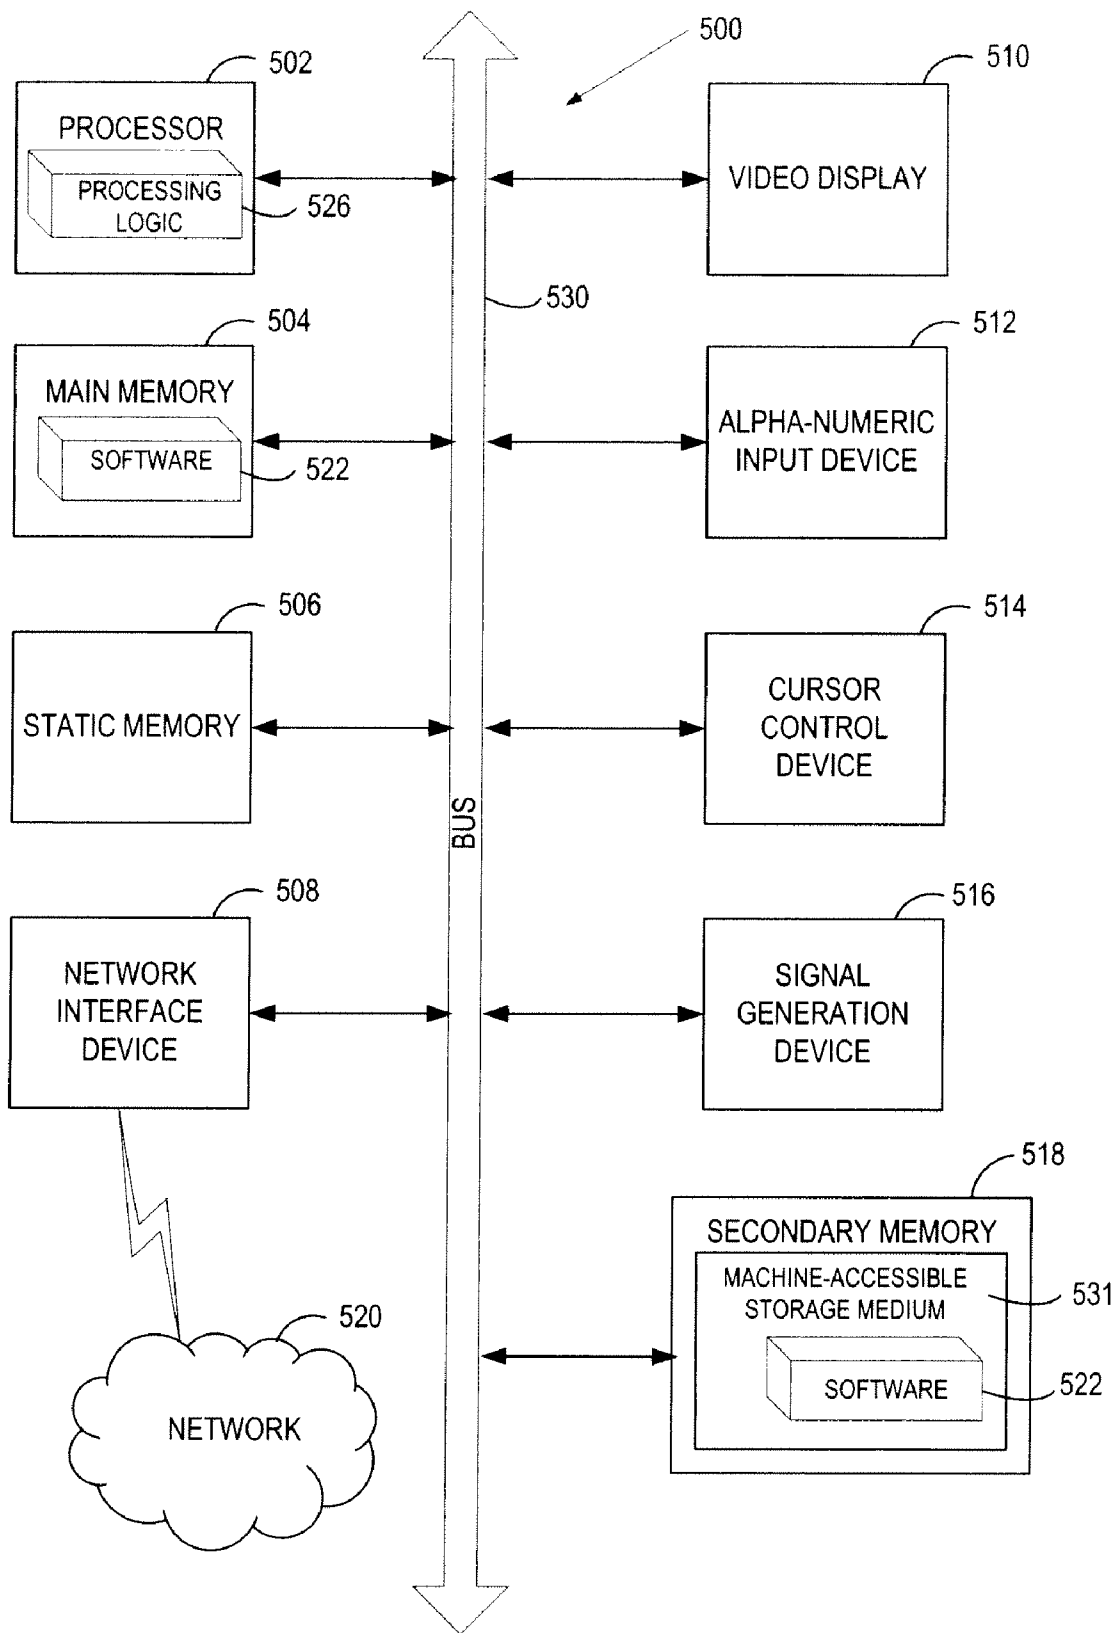 500
502
PROCESSOR
PROCESSING
LOGIC
526
510
VIDEO DISPLAY
530
504
MAIN MEMORY
SOFTWARE
522
512
ALPHA-NUMERIC
INPUT DEVICE
506
STATIC MEMORY
514
CURSOR
CONTROL
DEVICE
BUS
508
NETWORK
INTERFACE
DEVICE
516
SIGNAL
GENERATION
DEVICE
518
SECONDARY MEMORY
MACHINE-ACCESSIBLE
STORAGE MEDIUM
531
SOFTWARE
522
520
NETWORK